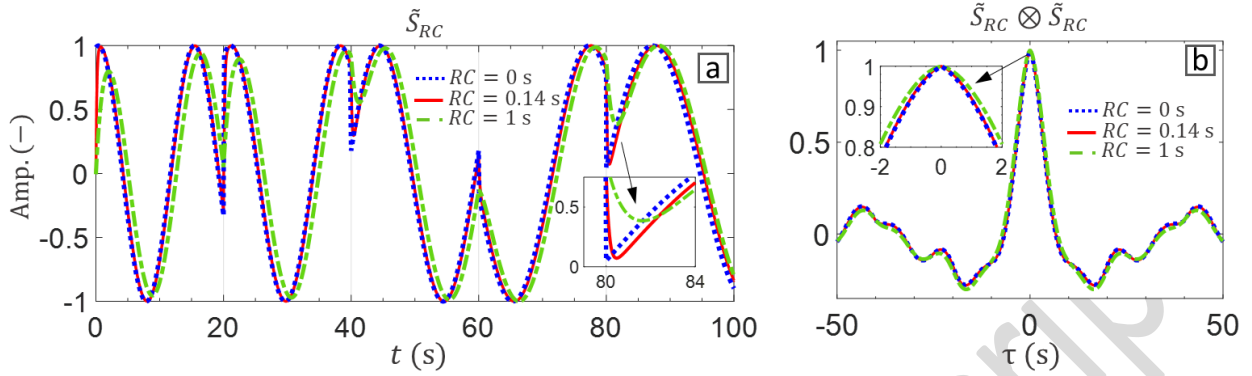 S̃_RC
S̃_RC ⊗ S̃_RC
Amp. (−)
1
0.5
0
-0.5
-1
a
RC = 0 s
RC = 0.14 s
RC = 1 s
0.5
0
80
84
0
20
40
60
80
100
t (s)
b
1
0.5
0
1
0.9
0.8
-2
0
2
RC = 0 s
RC = 0.14 s
RC = 1 s
-50
0
50
τ (s)